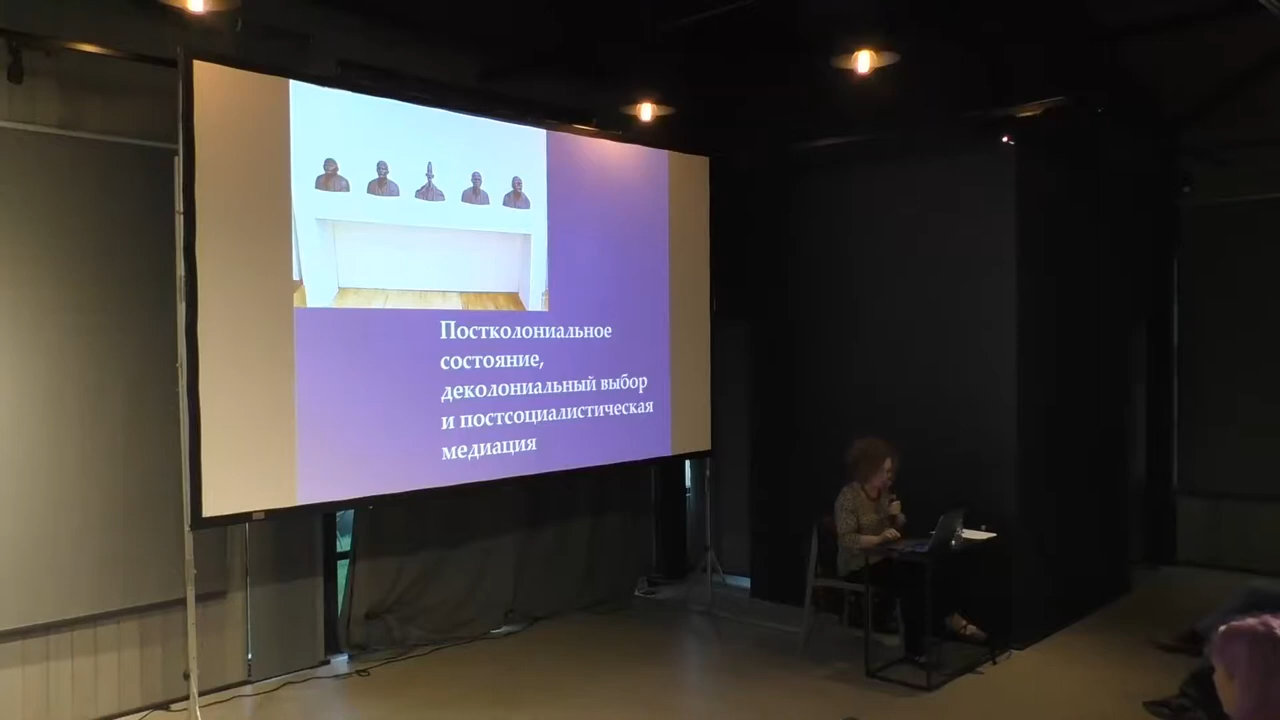 Постколониальное
состояние,
деколониальный выбор
и постсоциалистическая
медиация